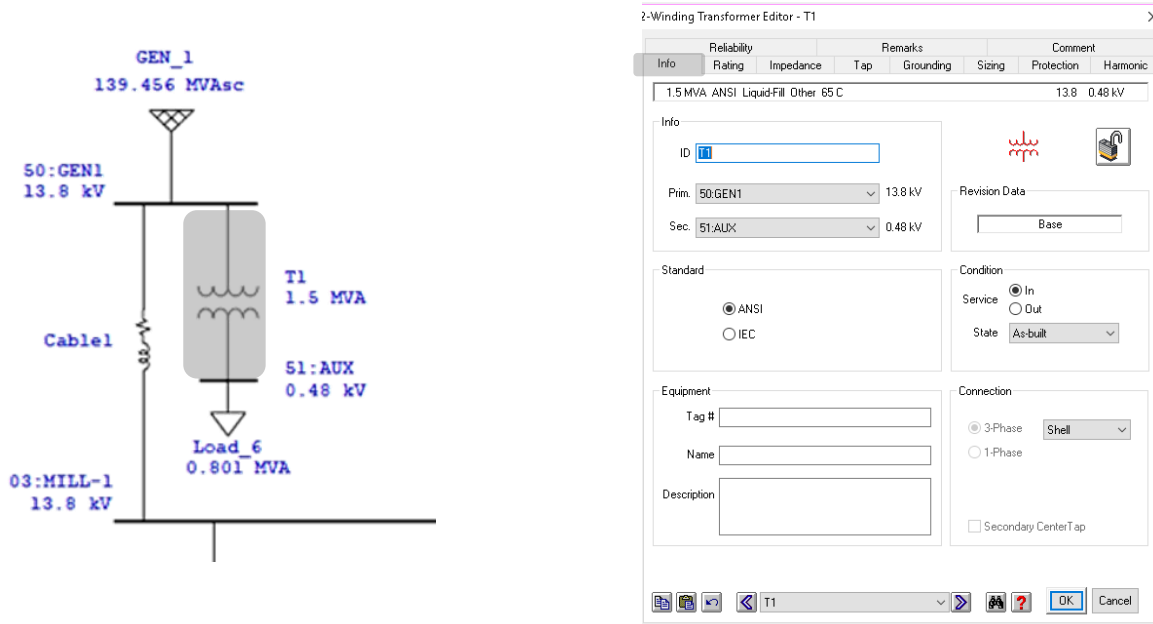 GEN_1
139.456 MVAsc
50:GEN1
13.8 kV
T1
1.5 MVA
Cable1
51:AUX
0.48 kV
Load_6
0.801 MVA
03:MILL-1
13.8 kV
2-Winding Transformer Editor - T1
Reliability Remarks Comment
Info Rating Impedance Tap Grounding Sizing Protection Harmonic
1.5 MVA ANSI Liquid-Fill Other 65 C 13.8 0.48 kV
Info
ID T1
Prim. 50:GEN1 13.8 kV
Sec. 51:AUX 0.48 kV
Revision Data
Base
Standard
ANSI
IEC
Condition
Service In
Out
State As-built
Equipment
Tag #
Name
Description
Connection
3-Phase Shell
1-Phase
Secondary CenterTap
T1
?
OK
Cancel